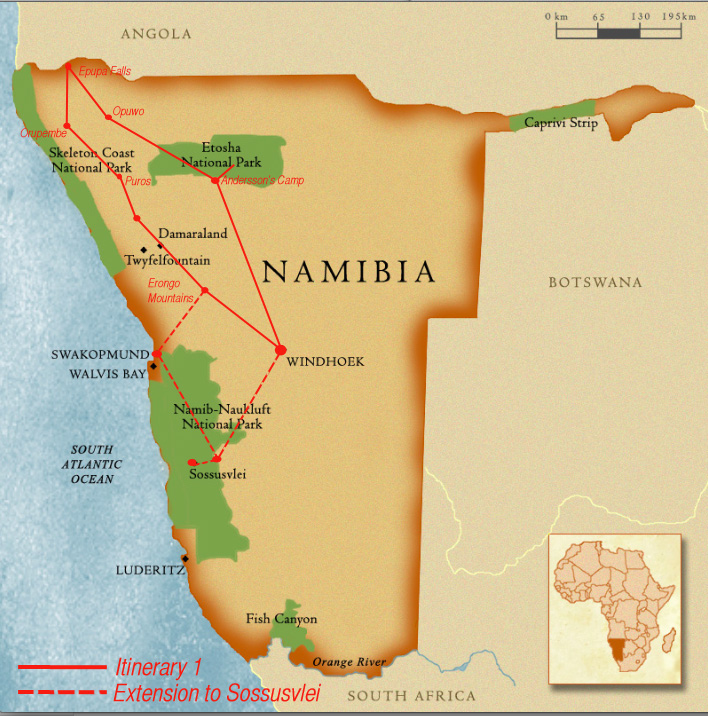 0 km 65 130 195km
ANGOLA
Epupa Falls
Opuwo
Orupembe
Caprivi Strip
Skeleton Coast
National Park
Etosha
National Park
Puros
Andersson's Camp
Damaraland
Twyfelfountain
NAMIBIA
BOTSWANA
Erongo
Mountains
SWAKOPMUND
WALVIS BAY
WINDHOEK
Namib-Naukluft
National Park
SOUTH
ATLANTIC
OCEAN
Sossusvlei
LUDERITZ
Fish Canyon
Orange River
Itinerary 1
Extension to Sossusvlei
SOUTH AFRICA